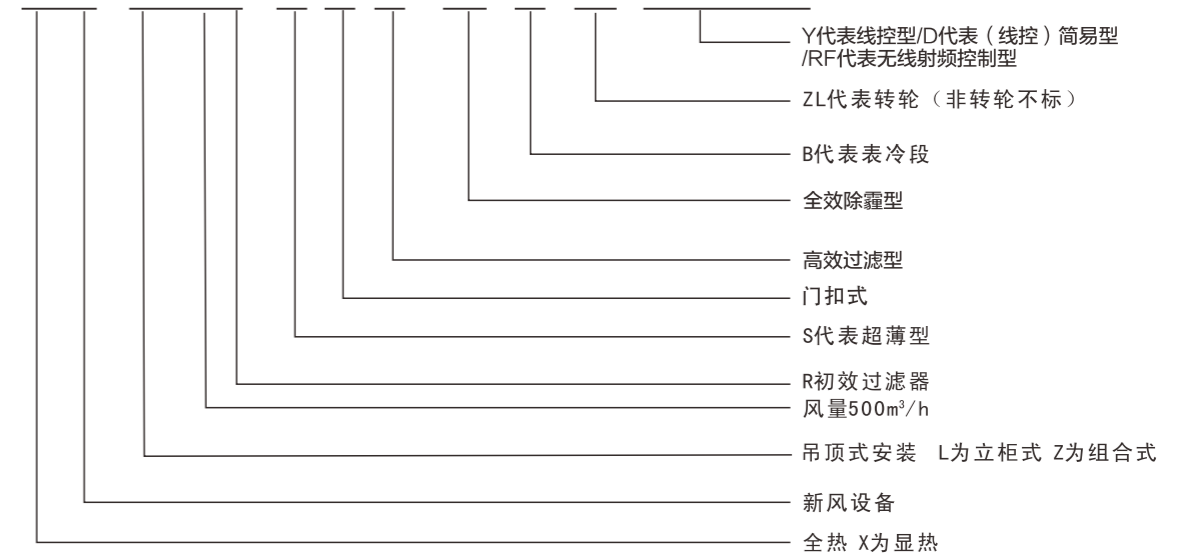 Y代表线控型/D代表（线控）简易型
/RF代表无线射频控制型
ZL代表转轮（非转轮不标）
B代表表冷段
全效除霾型
高效过滤型
门扣式
S代表超薄型
R初效过滤器
风量500m³/h
吊顶式安装 L为立柜式 Z为组合式
新风设备
全热 X为显热